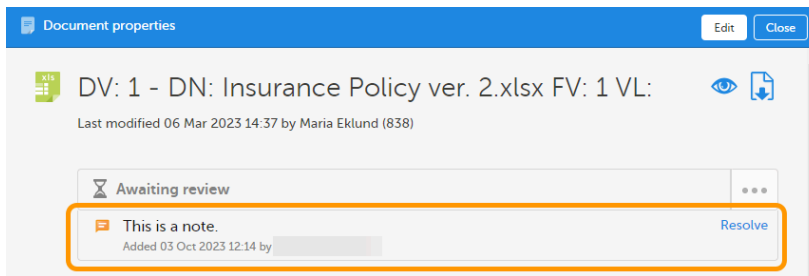 Document properties
Edit
Close
xls
DV: 1 - DN: Insurance Policy ver. 2.xlsx FV: 1 VL:
Last modified 06 Mar 2023 14:37 by Maria Eklund (838)
Awaiting review
This is a note.
Resolve
Added 03 Oct 2023 12:14 by